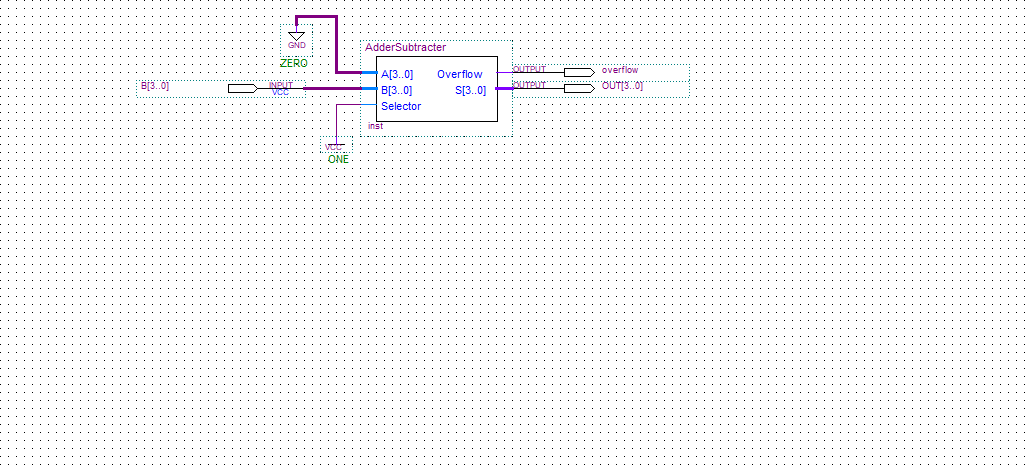 GND
ZERO
AdderSubtracter
A[3..0]
Overflow
OUTPUT
overflow
B[3..0]
INPUT
VCC
B[3..0]
S[3..0]
OUTPUT
OUT[3..0]
Selector
inst
VCC
ONE